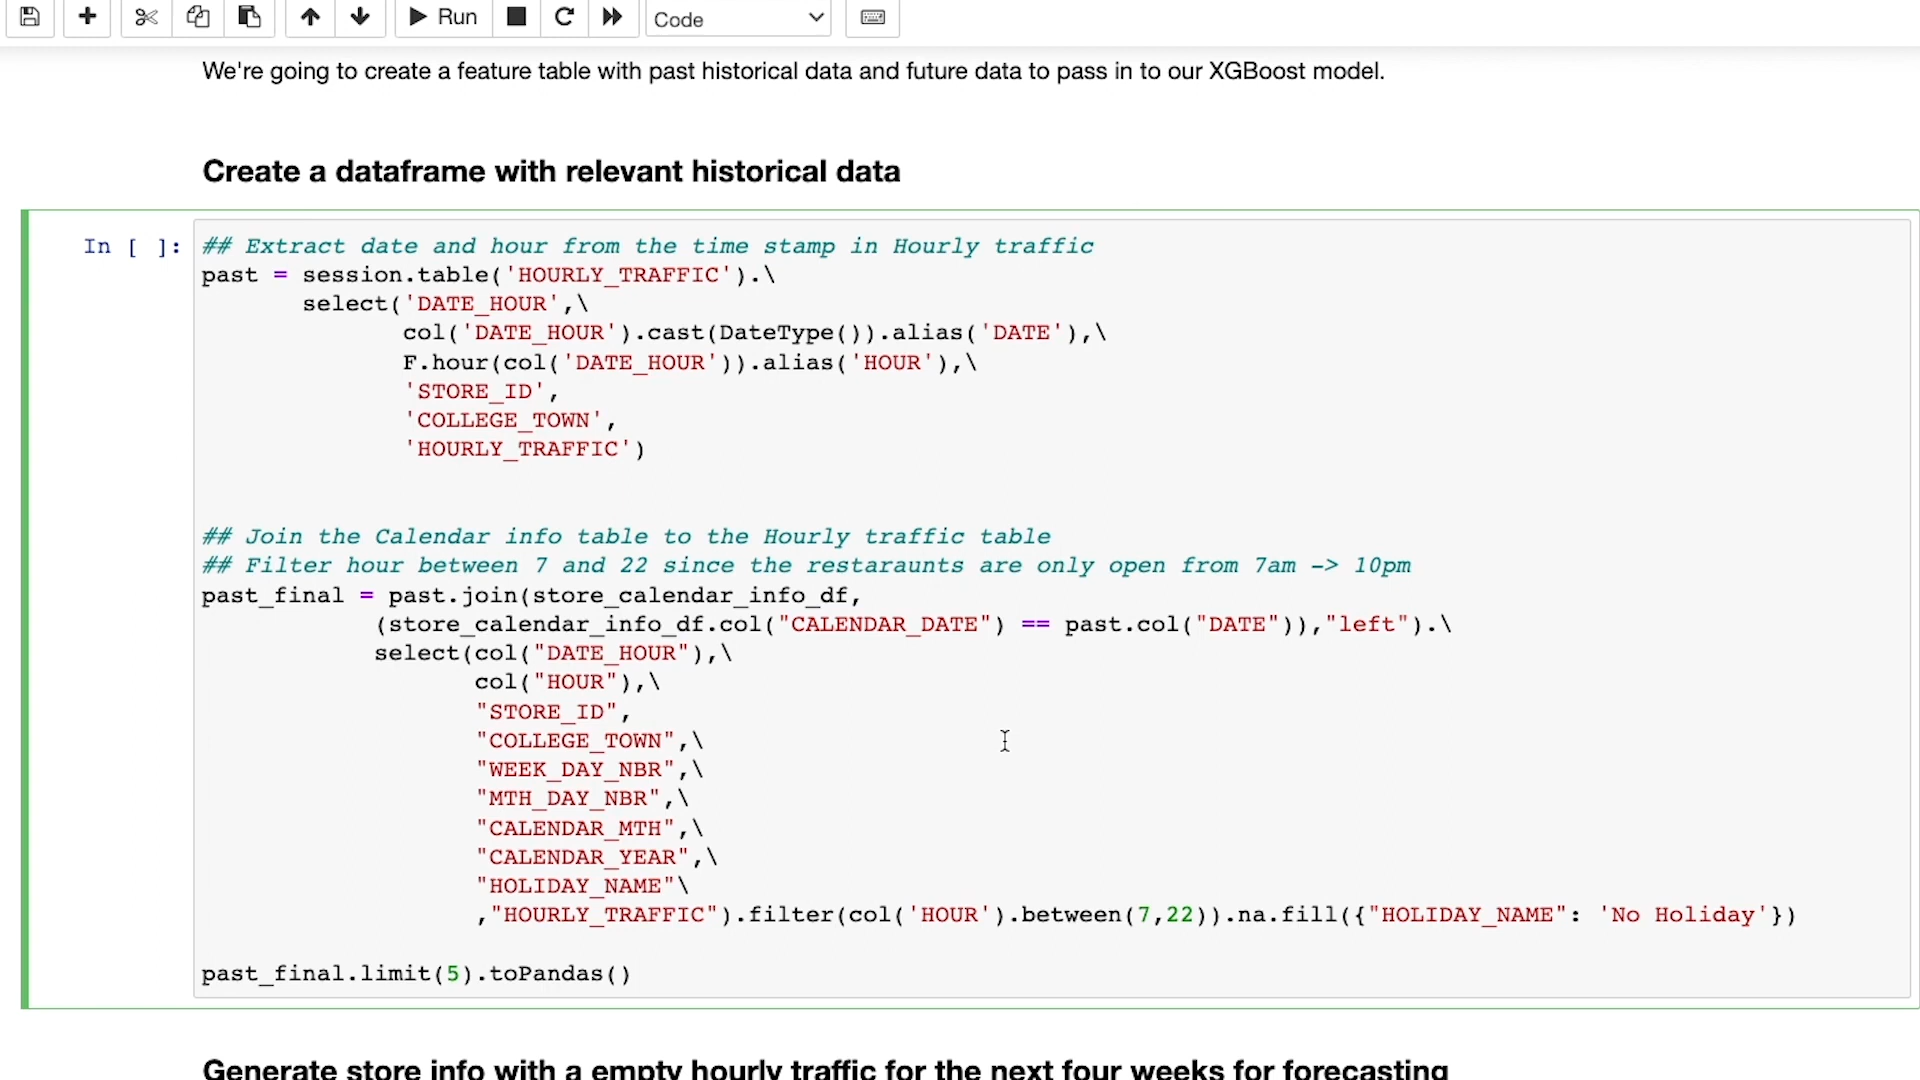 Run
Code
We're going to create a feature table with past historical data and future data to pass in to our XGBoost model.
Create a dataframe with relevant historical data
In [ ]:
## Extract date and hour from the time stamp in Hourly traffic
past = session.table('HOURLY_TRAFFIC').\
select('DATE_HOUR',\
col('DATE_HOUR').cast(DateType()).alias('DATE'),\
F.hour(col('DATE_HOUR')).alias('HOUR'),\
'STORE_ID',
'COLLEGE_TOWN',
'HOURLY_TRAFFIC')
## Join the Calendar info table to the Hourly traffic table
## Filter hour between 7 and 22 since the restaraunts are only open from 7am -> 10pm
past_final = past.join(store_calendar_info_df,
(store_calendar_info_df.col("CALENDAR_DATE") == past.col("DATE")),"left").\
select(col("DATE_HOUR"),\
col("HOUR"),\
"STORE_ID",
"COLLEGE_TOWN",\
"WEEK_DAY_NBR",\
"MTH_DAY_NBR",\
"CALENDAR_MTH",\
"CALENDAR_YEAR",\
"HOLIDAY_NAME"\
,"HOURLY_TRAFFIC").filter(col('HOUR').between(7,22)).na.fill({"HOLIDAY_NAME": 'No Holiday'})
past_final.limit(5).toPandas()
Generate store info with a empty hourly traffic for the next four weeks for forecasting